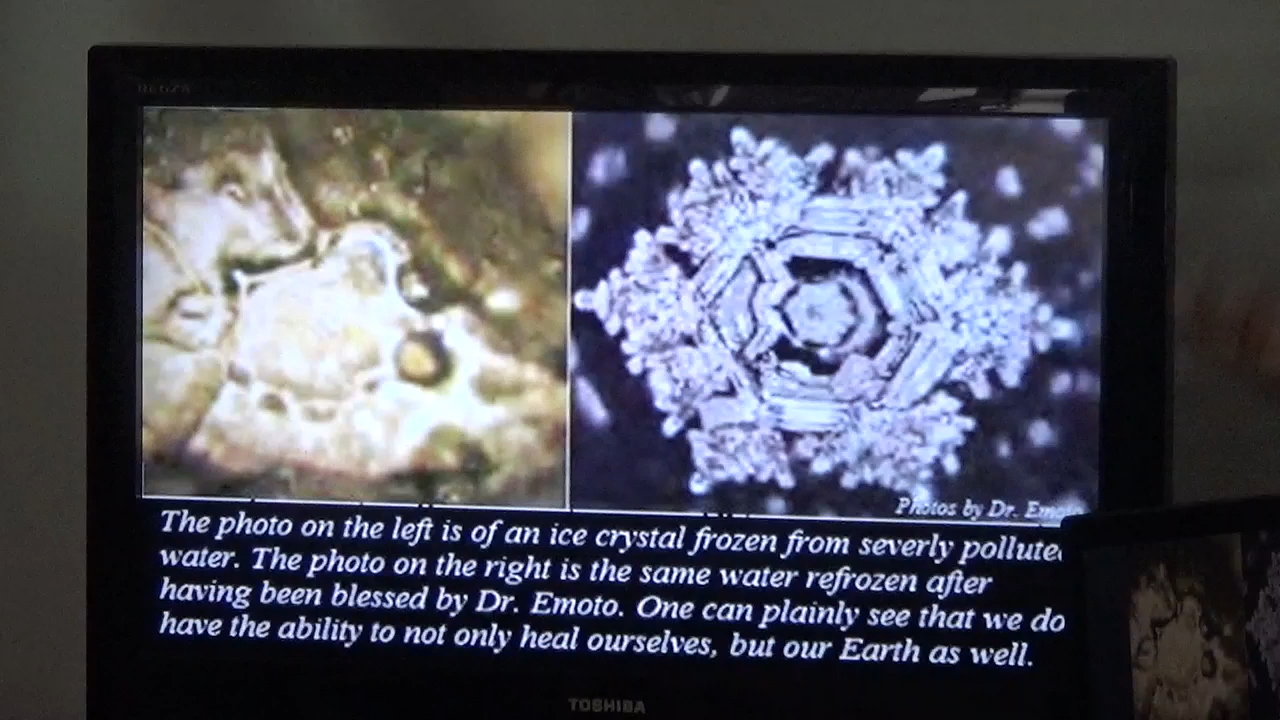 REGZA
Photos by Dr. Emoto
The photo on the left is of an ice crystal frozen from severly polluted
water. The photo on the right is the same water refrozen after
having been blessed by Dr. Emoto. One can plainly see that we do
have the ability to not only heal ourselves, but our Earth as well.
TOSHIBA